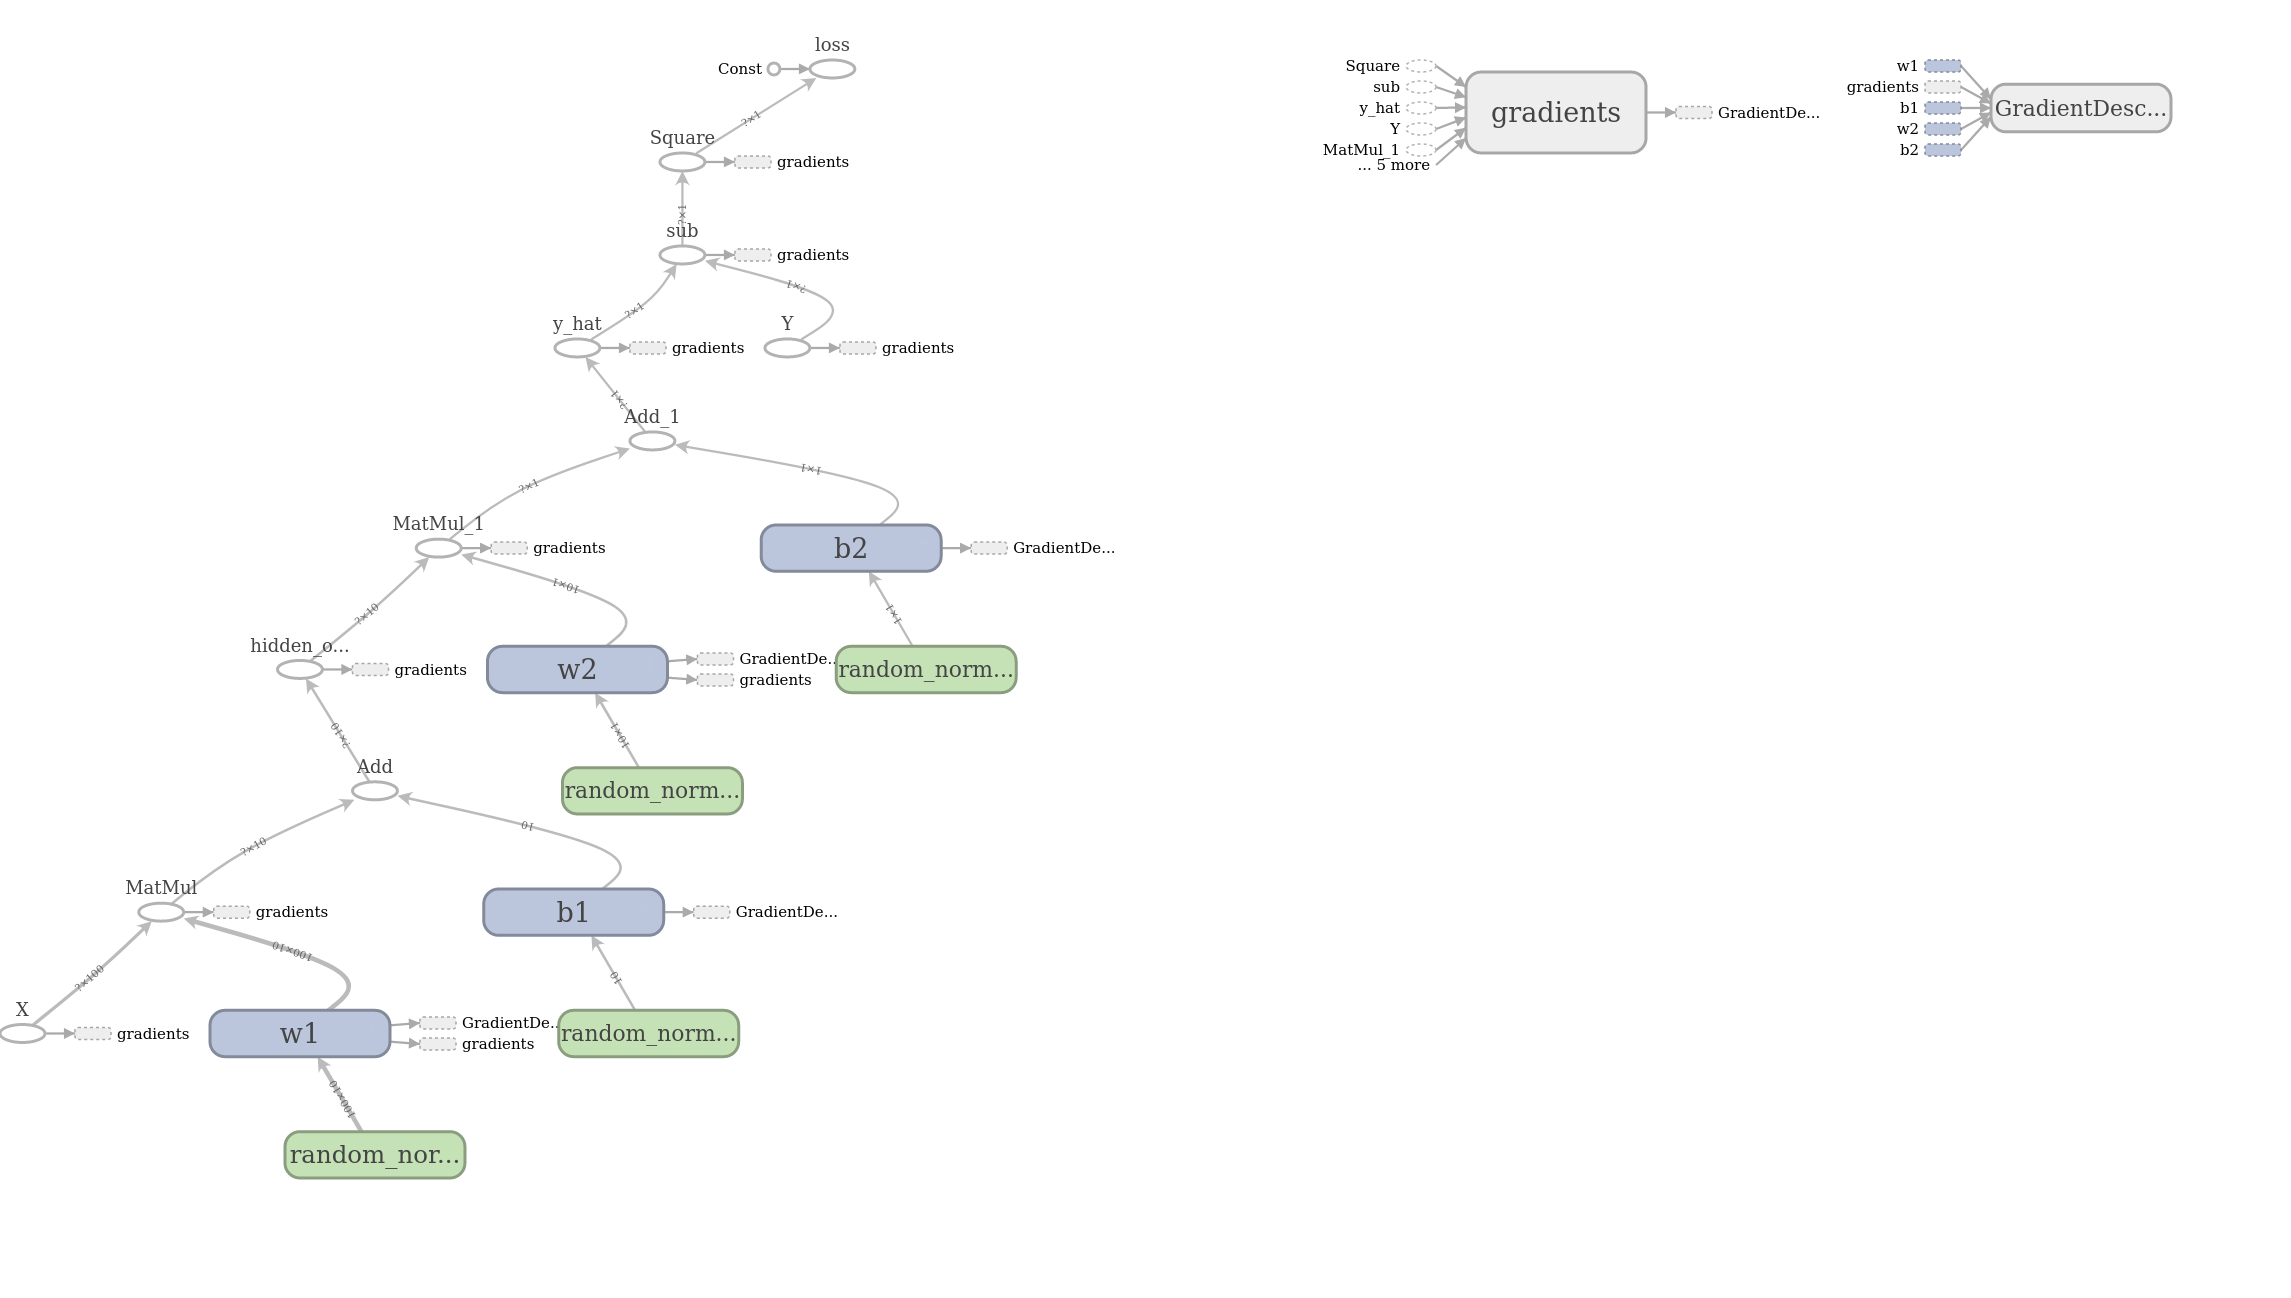 loss
Const
?×1
Square
gradients
?×1
sub
gradients
?×1
?×1
y_hat
gradients
Y
gradients
?×1
Add_1
?×1
1×1
MatMul_1
gradients
b2
GradientDe...
?×10
10×1
1×1
hidden_o...
gradients
w2
GradientDe...
gradients
random_norm...
?×10
10×1
Add
random_norm...
?×10
10
MatMul
gradients
b1
GradientDe...
?×100
100×10
10
X
gradients
w1
GradientDe...
gradients
random_norm...
100×10
random_nor...
Square
sub
y_hat
Y
MatMul_1
... 5 more
gradients
GradientDe...
w1
gradients
b1
w2
b2
GradientDesc...